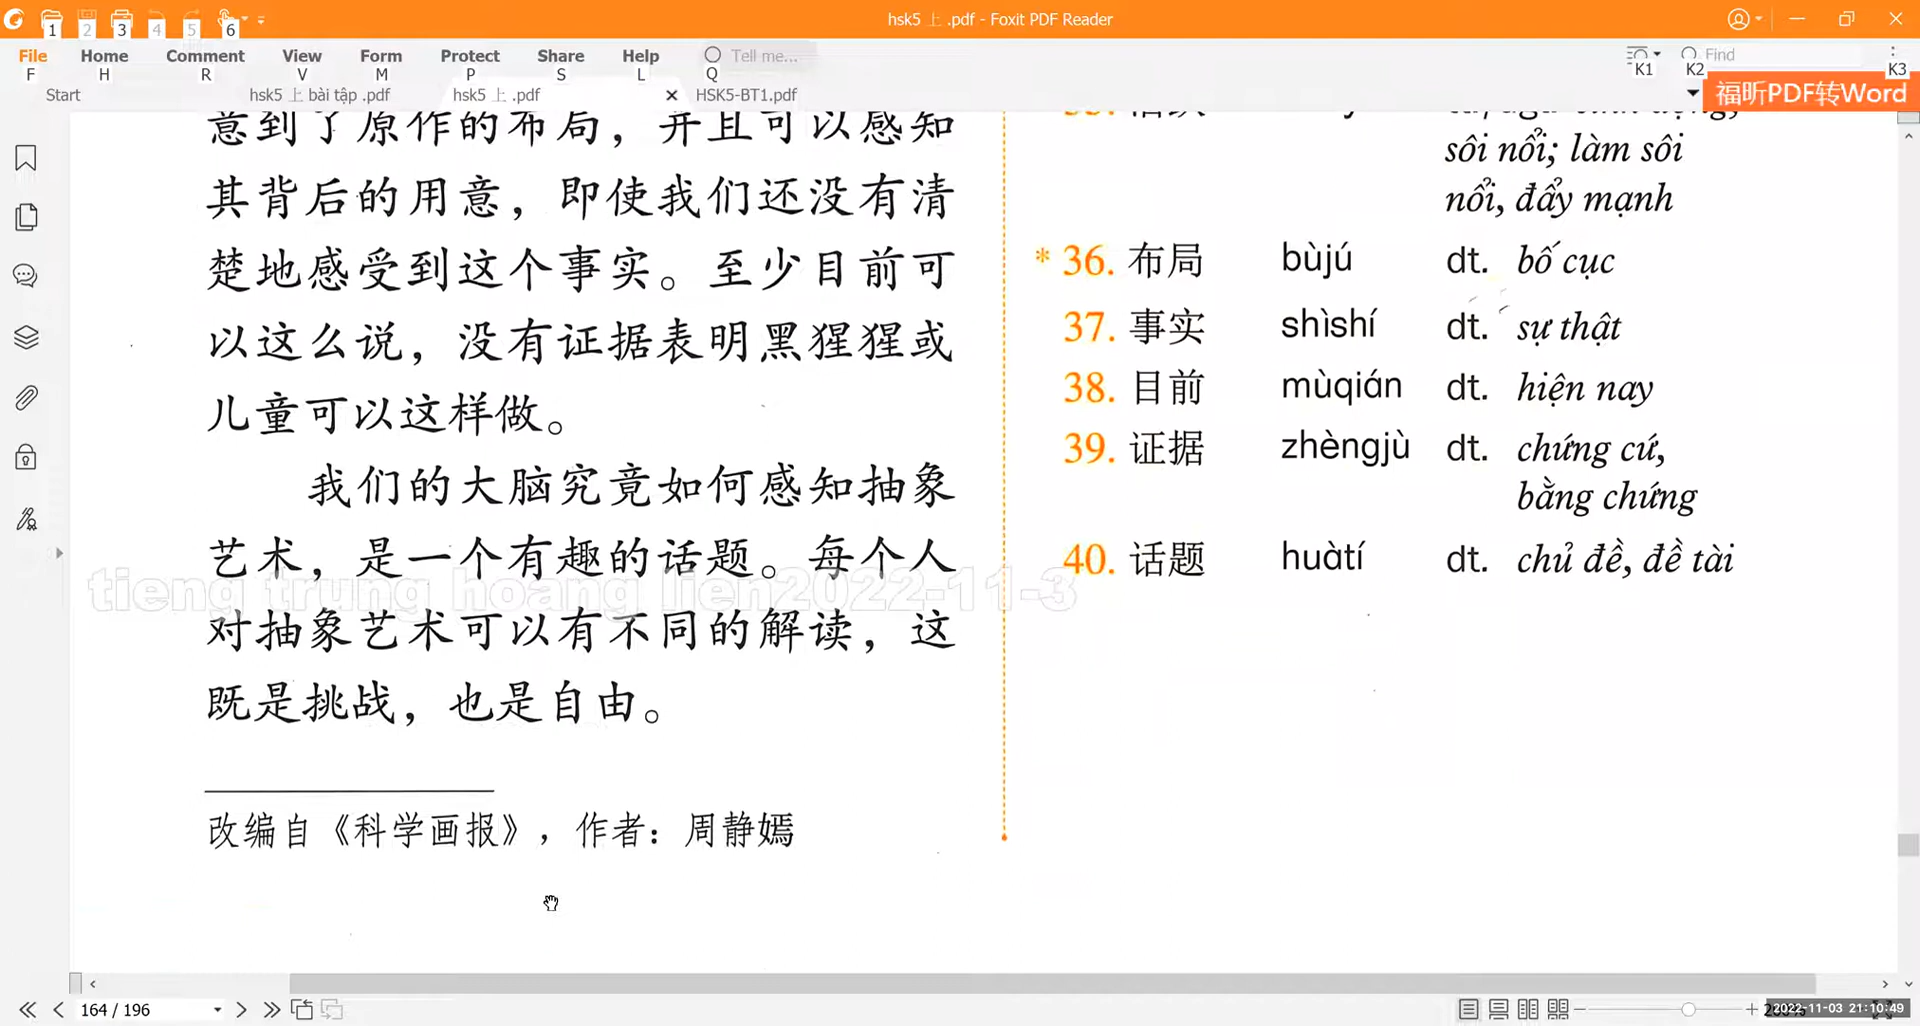 hsk5 上 .pdf - Foxit PDF Reader
1 2 3 4 5 6
File Home Comment View Form Protect Share Help Tell me... Find
F H R V M P S L Q K1 K2 K3
Start hsk5 上 bài tập .pdf hsk5 上 .pdf HSK5-BT1.pdf
福昕PDF转Word
意到了原作的布局，并且可以感知
其背后的用意，即使我们还没有清
楚地感受到这个事实。至少目前可
以这么说，没有证据表明黑猩猩或
儿童可以这样做。
我们的大脑究竟如何感知抽象
艺术，是一个有趣的话题。每个人
对抽象艺术可以有不同的解读，这
既是挑战，也是自由。
改编自《科学画报》，作者：周静嫣
sôi nổi; làm sôi
nổi, đẩy mạnh
* 36. 布局 bùjú dt. bố cục
37. 事实 shìshí dt. sự thật
38. 目前 mùqián dt. hiện nay
39. 证据 zhèngjù dt. chứng cứ,
bằng chứng
40. 话题 huàtí dt. chủ đề, đề tài
tieng trung hoang lien2022-11-3
164 / 196
2022-11-03 21:10:49